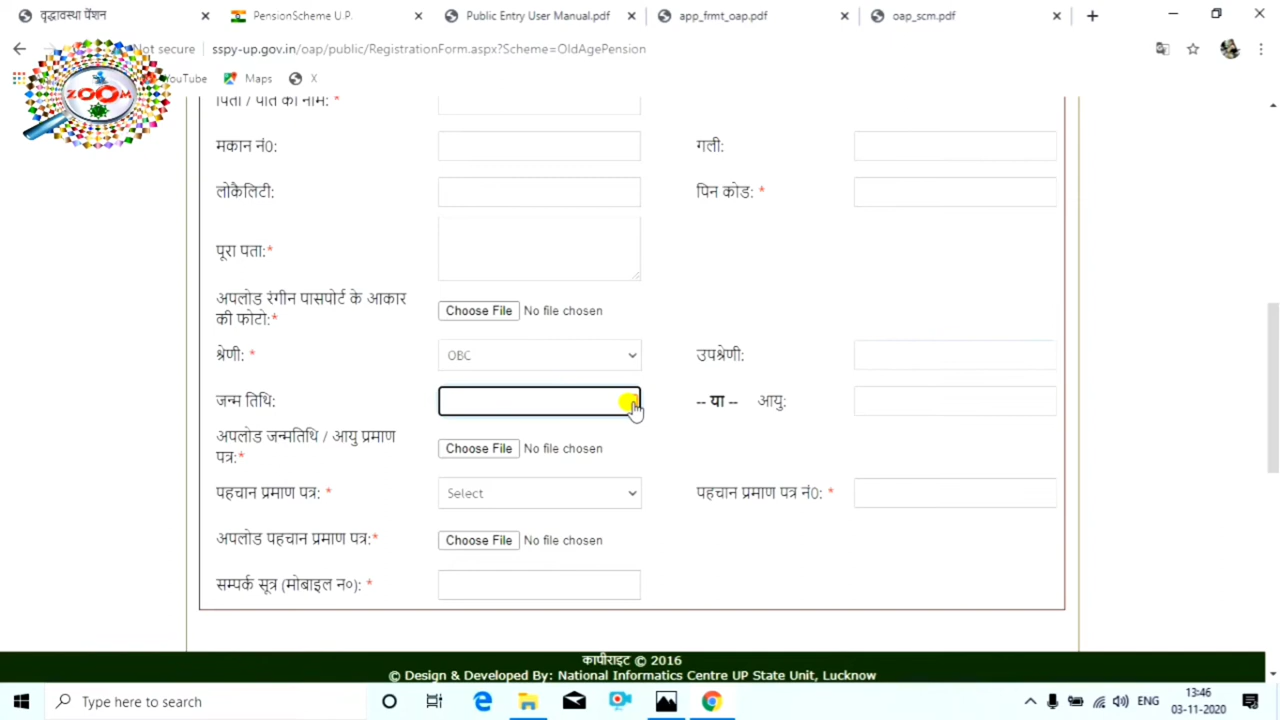 वृद्धावस्था पेंशन
PensionScheme U.P.
Public Entry User Manual.pdf
app_frmt_oap.pdf
oap_scm.pdf
Not secure
sspy-up.gov.in/oap/public/RegistrationForm.aspx?Scheme=OldAgePension
YouTube
Maps
X
ZOOM
पिता / पति का नाम: *
मकान नं0:
गली:
लोकैलिटी:
पिन कोड: *
पूरा पता:*
अपलोड रंगीन पासपोर्ट के आकार
की फोटो:*
Choose File No file chosen
श्रेणी: *
OBC
उपश्रेणी:
जन्म तिथि:
-- या -- आयु:
अपलोड जन्मतिथि / आयु प्रमाण
पत्र:*
Choose File No file chosen
पहचान प्रमाण पत्र: *
Select
पहचान प्रमाण पत्र नं0: *
अपलोड पहचान प्रमाण पत्र:*
Choose File No file chosen
सम्पर्क सूत्र (मोबाइल न०): *
कापीराइट © 2016
© Design & Developed By: National Informatics Centre UP State Unit, Lucknow
Type here to search
ENG
13:46
03-11-2020